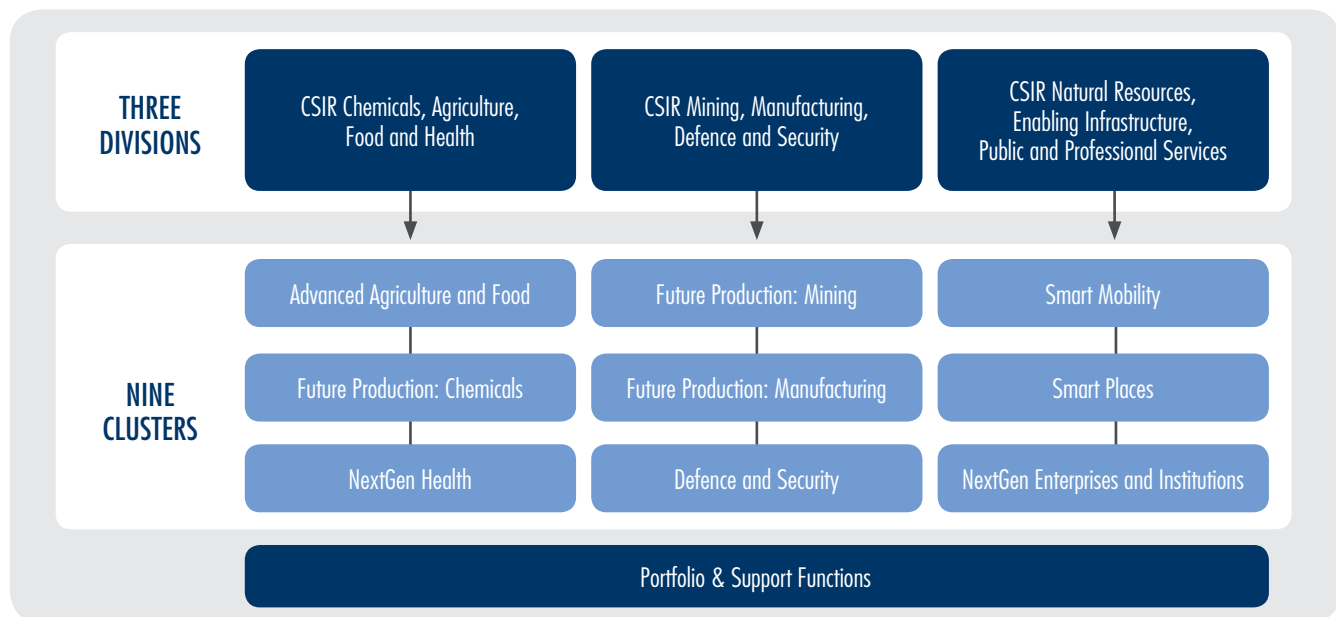 THREE
DIVISIONS
CSIR Chemicals, Agriculture,
Food and Health
CSIR Mining, Manufacturing,
Defence and Security
CSIR Natural Resources,
Enabling Infrastructure,
Public and Professional Services
NINE
CLUSTERS
Advanced Agriculture and Food
Future Production: Mining
Smart Mobility
Future Production: Chemicals
Future Production: Manufacturing
Smart Places
NextGen Health
Defence and Security
NextGen Enterprises and Institutions
Portfolio & Support Functions